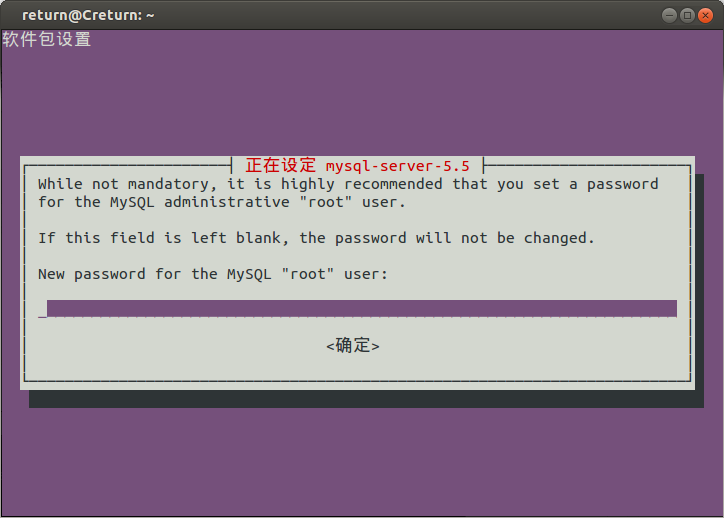 return@Creturn: ~
软件包设置
正在设定 mysql-server-5.5
While not mandatory, it is highly recommended that you set a password
for the MySQL administrative "root" user.
If this field is left blank, the password will not be changed.
New password for the MySQL "root" user:
<确定>